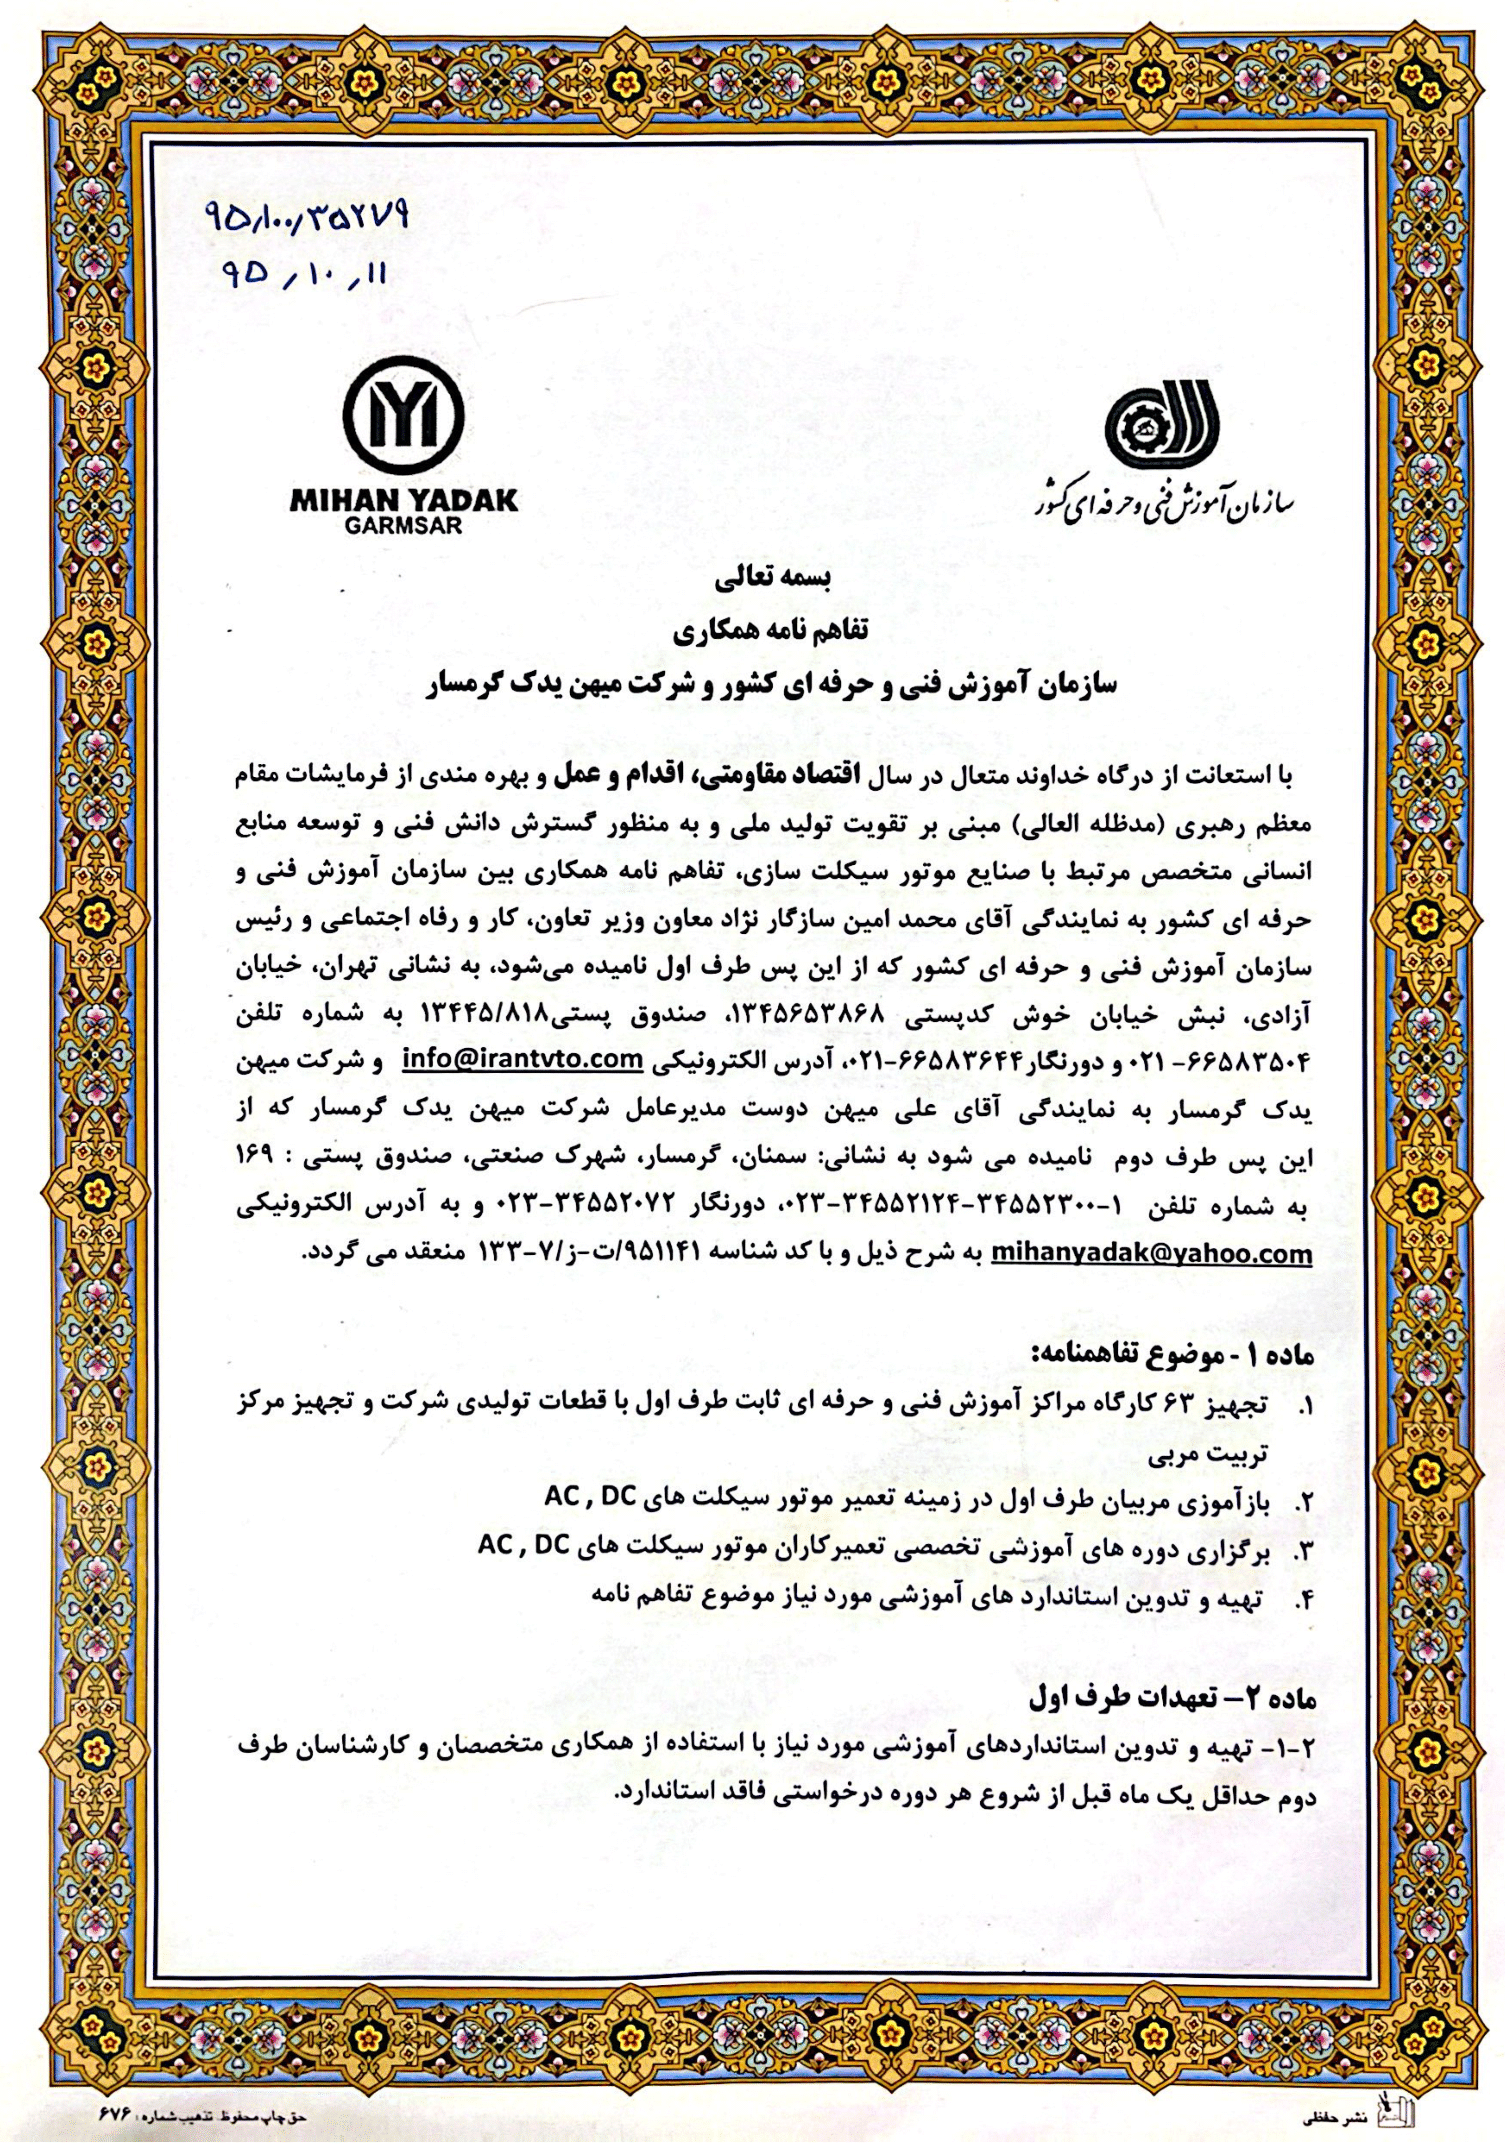 ۹۵٫۱۰۰٫۳۵۲۷۹
۹۵٫۱۰٫۱۱
MIHAN YADAK
GARMSAR
سازمان آموزش فنی و حرفه ای کشور
بسمه تعالی
تفاهم نامه همکاری
سازمان آموزش فنی و حرفه ای کشور و شرکت میهن یدک گرمسار
با استعانت از درگاه خداوند متعال در سال اقتصاد مقاومتی، اقدام و عمل و بهره مندی از فرمایشات مقام
معظم رهبری (مدظله العالی) مبنی بر تقویت تولید ملی و به منظور گسترش دانش فنی و توسعه منابع
انسانی متخصص مرتبط با صنایع موتور سیکلت سازی، تفاهم نامه همکاری بین سازمان آموزش فنی و
حرفه ای کشور به نمایندگی آقای محمد امین سازگار نژاد معاون وزیر تعاون، کار و رفاه اجتماعی و رئیس
سازمان آموزش فنی و حرفه ای کشور که از این پس طرف اول نامیده می‌شود، به نشانی تهران، خیابان
آزادی، نبش خیابان خوش کدپستی ۱۳۴۵۶۵۳۸۶۸، صندوق پستی۱۳۴۴۵/۸۱۸ به شماره تلفن
۶۶۵۸۳۵۰۴- ۰۲۱ و دورنگار۶۶۵۸۳۶۴۴-۰۲۱، آدرس الکترونیکی info@irantvto.com و شرکت میهن
یدک گرمسار به نمایندگی آقای علی میهن دوست مدیرعامل شرکت میهن یدک گرمسار که از
این پس طرف دوم نامیده می شود به نشانی: سمنان، گرمسار، شهرک صنعتی، صندوق پستی : ۱۶۹
به شماره تلفن ۱-۳۴۵۵۲۳۰۰-۳۴۵۵۲۱۲۴-۰۲۳، دورنگار ۳۴۵۵۲۰۷۲-۰۲۳ و به آدرس الکترونیکی
mihanyadak@yahoo.com به شرح ذیل و با کد شناسه ۹۵۱۱۴۱/ت-ز/۷-۱۳۳ منعقد می گردد.
ماده ۱ - موضوع تفاهمنامه:
۱. تجهیز ۶۳ کارگاه مراکز آموزش فنی و حرفه ای ثابت طرف اول با قطعات تولیدی شرکت و تجهیز مرکز
تربیت مربی
۲. بازآموزی مربیان طرف اول در زمینه تعمیر موتور سیکلت های AC , DC
۳. برگزاری دوره های آموزشی تخصصی تعمیرکاران موتور سیکلت های AC , DC
۴. تهیه و تدوین استاندارد های آموزشی مورد نیاز موضوع تفاهم نامه
ماده ۲– تعهدات طرف اول
۱-۲- تهیه و تدوین استانداردهای آموزشی مورد نیاز با استفاده از همکاری متخصصان و کارشناسان طرف
دوم حداقل یک ماه قبل از شروع هر دوره درخواستی فاقد استاندارد.
نشر حفظی
حق چاپ محفوظ. تذهیب شماره : ۶۷۶